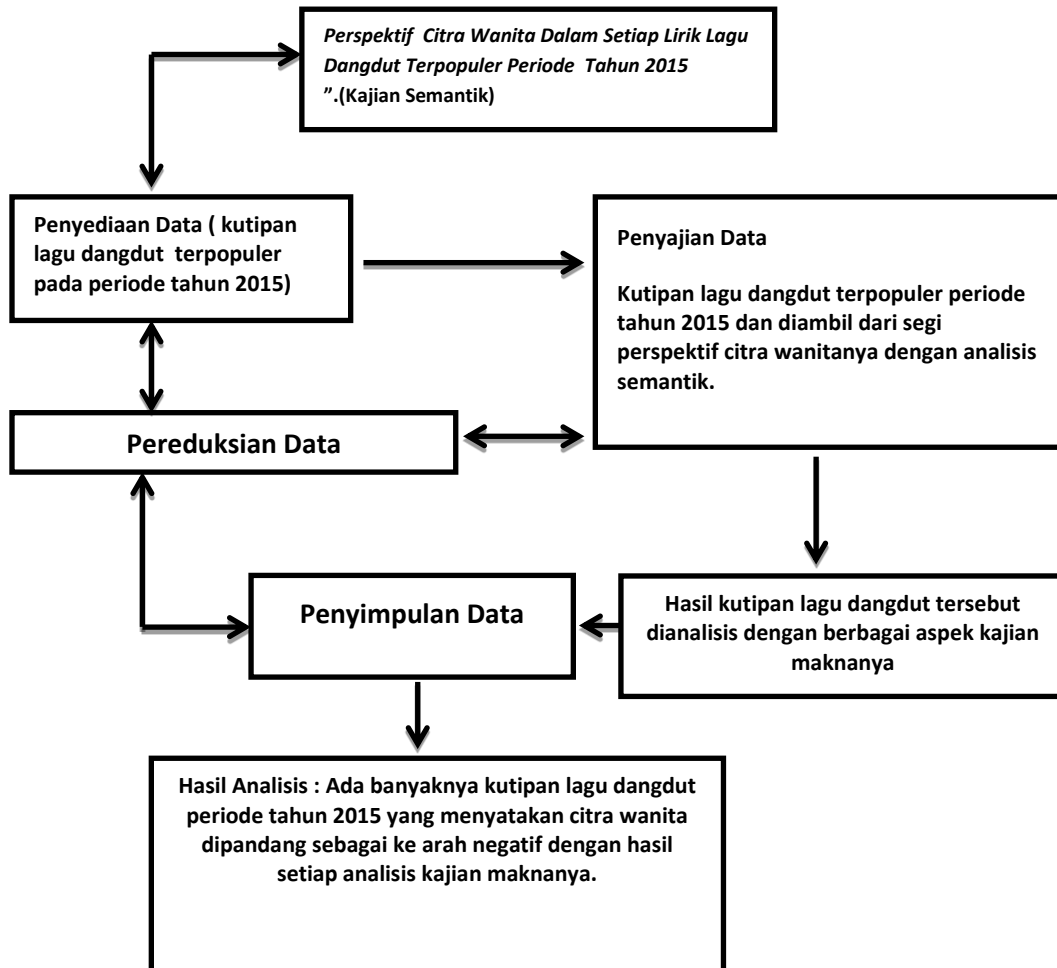 Perspektif Citra Wanita Dalam Setiap Lirik Lagu
Dangdut Terpopuler Periode Tahun 2015
”.(Kajian Semantik)
Penyediaan Data ( kutipan
lagu dangdut terpopuler
pada periode tahun 2015)
Penyajian Data
Kutipan lagu dangdut terpopuler periode
tahun 2015 dan diambil dari segi
perspektif citra wanitanya dengan analisis
semantik.
Pereduksian Data
Penyimpulan Data
Hasil kutipan lagu dangdut tersebut
dianalisis dengan berbagai aspek kajian
maknanya
Hasil Analisis : Ada banyaknya kutipan lagu dangdut
periode tahun 2015 yang menyatakan citra wanita
dipandang sebagai ke arah negatif dengan hasil
setiap analisis kajian maknanya.